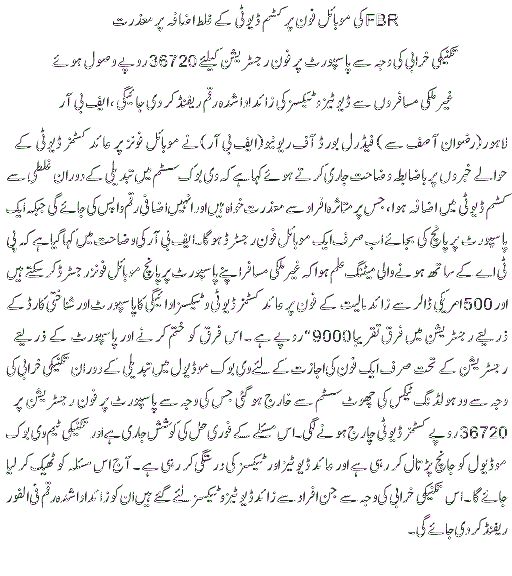 FBR کی موبائل فون پر کسٹم ڈیوٹی کے غلط اضافہ پر معذرت
تکنیکی خرابی کی وجہ سے پاسپورٹ پر فون رجسٹریشن کیلئے 36720 روپے وصول ہوئے
غیر ملکی مسافروں سے ڈیوٹیز و ٹیکسز کی زائد ادا شدہ رقم ریفنڈ کر دی جائیگی، ایف بی آر
لاہور (رضوان آصف سے) فیڈرل بورڈ آف ریونیو (ایف بی آر) نے موبائل فونز پر عائد کسٹمز ڈیوٹی کے
حوالے خبروں پر باضابطہ وضاحت جاری کرتے ہوئے کہا ہے کہ وی بوک سسٹم میں تبدیلی کے دوران غلطی سے
کسٹم ڈیوٹی میں اضافہ ہوا، جس پر متاثرہ افراد سے معذرت خواہ ہیں اور انہیں اضافی رقم واپس کی جائے گی جبکہ ایک
پاسپورٹ پر پانچ کی بجائے اب صرف ایک موبائل فون رجسٹرڈ ہوگا۔ ایف بی آر کی وضاحت میں کہا گیا ہے کہ پی
ٹی اے کے ساتھ ہونے والی میٹنگ علم ہوا کہ غیر ملکی مسافر اپنے پاسپورٹ پر پانچ موبائل فونز رجسٹر کر سکتے ہیں
اور 500 امریکی ڈالر سے زائد مالیت کے فون پر عائد کسٹمز ڈیوٹی و ٹیکسز ادائیگی کا پاسپورٹ اور شناختی کارڈ کے
ذریعے رجسٹریشن میں فرق تقریبا 9000 روپے ہے۔ اس فرق کو ختم کرنے اور پاسپورٹ کے ذریعے
رجسٹریشن کے تحت صرف ایک فون کی اجازت کے لئے وی بوک موڈیول میں تبدیلی کے دوران تکنیکی خرابی کی
وجہ سے ود ہولڈنگ ٹیکس کی چھوٹ سسٹم سے خارج ہو گئی جس کی وجہ سے پاسپورٹ پر فون رجسٹریشن پر
36720 روپے کسٹمز ڈیوٹی چارج ہونے لگی۔ اس مسئلے کے فوری حل کی کوشش جاری ہے اور تکنیکی ٹیم وی بوک
موڈیول کو جانچ پڑتال کر رہی ہے اور عائد ڈیوٹیز اور ٹیکسز کی درستگی کر رہی ہے۔ آج اس مسئلہ کو ٹھیک کر لیا
جائے گا۔ اس تکنیکی خرابی کی وجہ سے جن افراد سے زائد ڈیوٹیز و ٹیکسز لئے گئے ہیں ان کو زائد ادا شدہ رقم فی الفور
ریفنڈ کر دی جائے گی۔